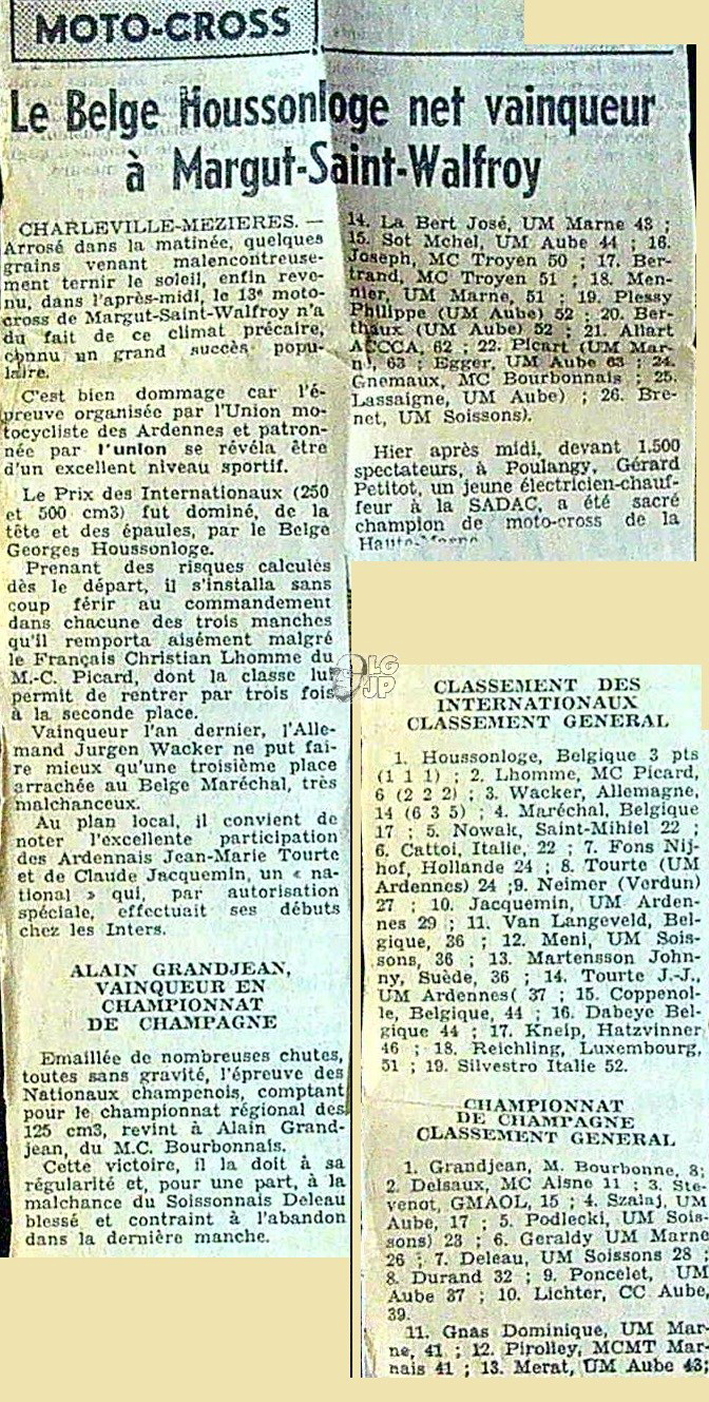 MOTO-CROSS
Le Belge Houssonloge net vainqueur
à Margut-Saint-Walfroy
CHARLEVILLE-MEZIERES. —
Arrosé dans la matinée, quelques
grains venant malencontreuse-
ment ternir le soleil, enfin reve-
nu, dans l'après-midi, le 13e moto-
cross de Margut-Saint-Walfroy n'a
du fait de ce climat précaire,
connu un grand succès popu-
laire.
C'est bien dommage car l'é-
preuve organisée par l'Union mo-
tocycliste des Ardennes et patron-
née par l'union se révéla être
d'un excellent niveau sportif.
Le Prix des Internationaux (250
et 500 cm3) fut dominé, de la
tête et des épaules, par le Belge
Georges Houssonloge.
Prenant des risques calculés
dès le départ, il s'installa sans
coup férir au commandement
dans chacune des trois manches
qu'il remporta aisément malgré
le Français Christian Lhomme du
M.-C. Picard, dont la classe lui
permit de rentrer par trois fois
à la seconde place.
Vainqueur l'an dernier, l'Alle-
mand Jurgen Wacker ne put fai-
re mieux qu'une troisième place
arrachée au Belge Maréchal, très
malchanceux.
Au plan local, il convient de
noter l'excellente participation
des Ardennais Jean-Marie Tourte
et de Claude Jacquemin, un « na-
tional » qui, par autorisation
spéciale, effectuait ses débuts
chez les Inters.
ALAIN GRANDJEAN,
VAINQUEUR EN
CHAMPIONNAT
DE CHAMPAGNE
Emaillée de nombreuses chutes,
toutes sans gravité, l'épreuve des
Nationaux champenois, comptant
pour le championnat régional des
125 cm3, revint à Alain Grand-
jean, du M.C. Bourbonnais.
Cette victoire, il la doit à sa
régularité et, pour une part, à la
malchance du Soissonnais Deleau
blessé et contraint à l'abandon
dans la dernière manche.
CLASSEMENT DES
INTERNATIONAUX
CLASSEMENT GENERAL
1. Houssonloge, Belgique 3 pts
(1 1 1) ; 2. Lhomme, MC Picard,
6 (2 2 2) ; 3. Wacker, Allemagne,
14 (6 3 5) ; 4. Maréchal, Belgique
17 ; 5. Nowak, Saint-Mihiel 22 ;
6. Cattoi, Italie, 22 ; 7. Fons Nij-
hof, Hollande 24 ; 8. Tourte (UM
Ardennes) 24 ;9. Neimer (Verdun)
27 ; 10. Jacquemin, UM Arden-
nes 29 ; 11. Van Langeveld, Bel-
gique, 36 ; 12. Meni, UM Sois-
sons, 36 ; 13. Martensson John-
ny, Suède, 36 ; 14. Tourte J.-J.,
UM Ardennes( 37 ; 15. Coppenol-
le, Belgique, 44 ; 16. Dabeye Bel-
gique 44 ; 17. Kneip, Hatzvinner
46 ; 18. Reichling, Luxembourg,
51 ; 19. Silvestro Italie 52.
CHAMPIONNAT
DE CHAMPAGNE
CLASSEMENT GENERAL
1. Grandjean, M. Bourbonne, 8;
2. Delsaux, MC Aisne 11 ; 3. Ste-
venot, GMAOL, 15 ; 4. Szalaj, UM
Aube, 17 ; 5. Podlecki, UM Sois-
sons) 23 ; 6. Geraldy UM Marne
26 ; 7. Deleau, UM Soissons 28 ;
8. Durand 32 ; 9. Poncelet, UM
Aube 37 ; 10. Lichter, CC Aube,
39.
11. Gnas Dominique, UM Mar-
ne, 41 ; 12. Pirolley, MCMT Mar-
nais 41 ; 13. Merat, UM Aube 43;
14. La Bert José, UM Marne 43 ;
15. Sot Mchel, UM Aube 44 ; 16.
Joseph, MC Troyen 50 ; 17. Ber-
trand, MC Troyen 51 ; 18. Men-
nier, UM Marne, 51 ; 19. Plessy
Philippe (UM Aube) 52 ; 20. Ber-
thaux (UM Aube) 52 ; 21. Allart
ACCCA, 62 ; 22. Picart (UM Mar-
n , 63 ; Egger, UM Aube 63 ; 24.
Gnemaux, MC Bourbonnais ; 25.
Lassaigne, UM Aube) ; 26. Bre-
net, UM Soissons).
Hier après midi, devant 1.500
spectateurs, à Poulangy, Gérard
Petitot, un jeune électricien-chauf-
feur à la SADAC, a été sacré
champion de moto-cross de la
Haute-Marne
LG
JP